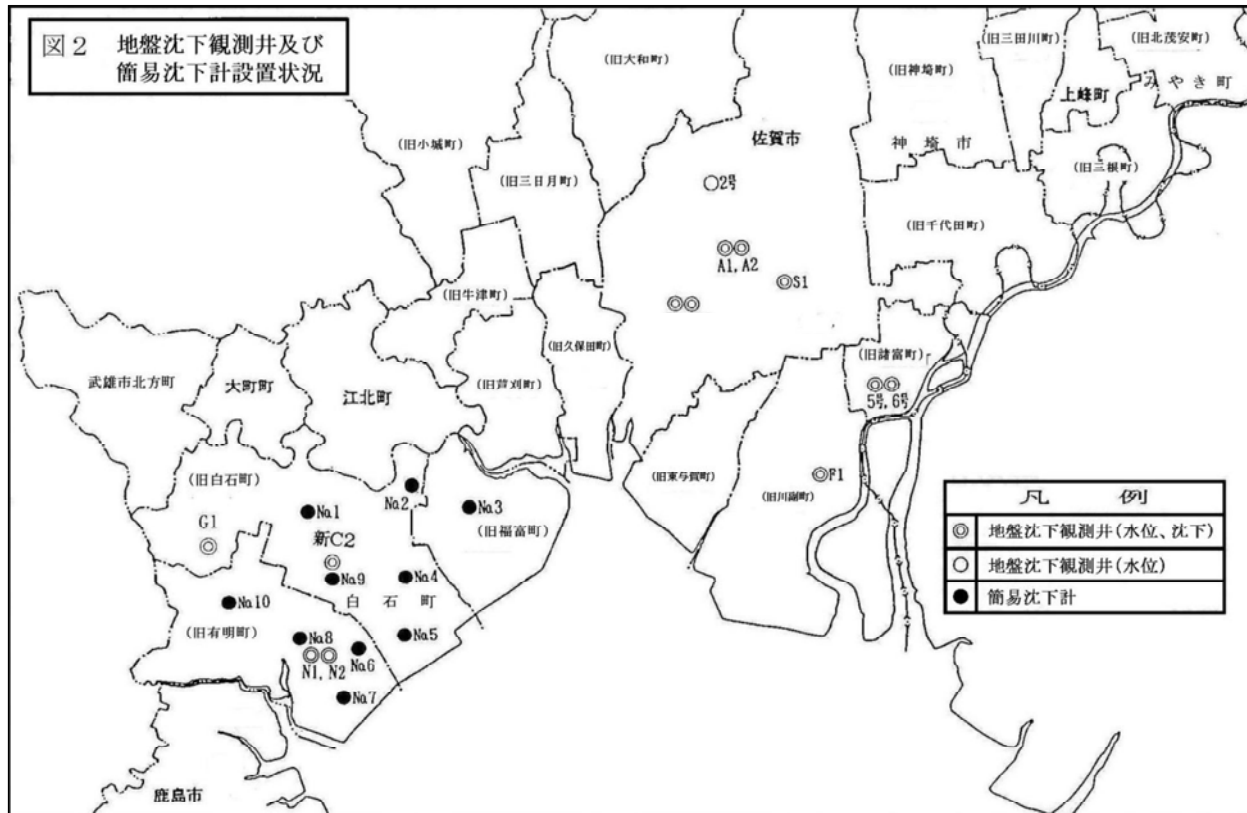 図2 地盤沈下観測井及び
簡易沈下計設置状況
(旧大和町)
(旧神埼町)
(旧三田川町)
(旧北茂安町)
みやき町
上峰町
佐賀市
神埼市
(旧小城町)
(旧三日月町)
(旧三根町)
2号
(旧千代田町)
A1, A2
S1
(旧牛津町)
(旧久保田町)
(旧諸富町)
武雄市北方町
大町町
江北町
(旧芦刈町)
5号, 6号
(旧白石町)
(旧東与賀町)
(旧川副町)
F1
No.2
No.3
(旧福富町)
No.1
G1
新C2
No.9
No.4
白石町
No.10
(旧有明町)
No.8
No.5
No.6
N1, N2
No.7
鹿島市
凡例
◎ 地盤沈下観測井(水位、沈下)
○ 地盤沈下観測井(水位)
● 簡易沈下計